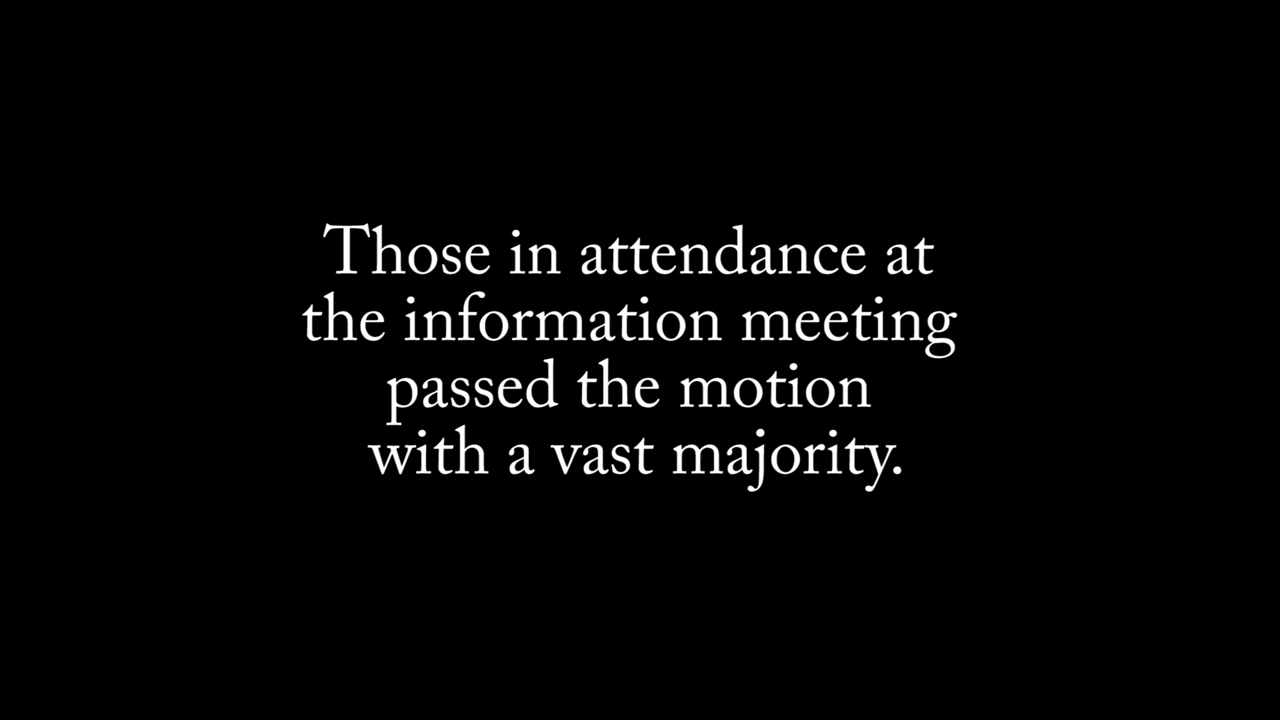 Those in attendance at
the information meeting
passed the motion
with a vast majority.